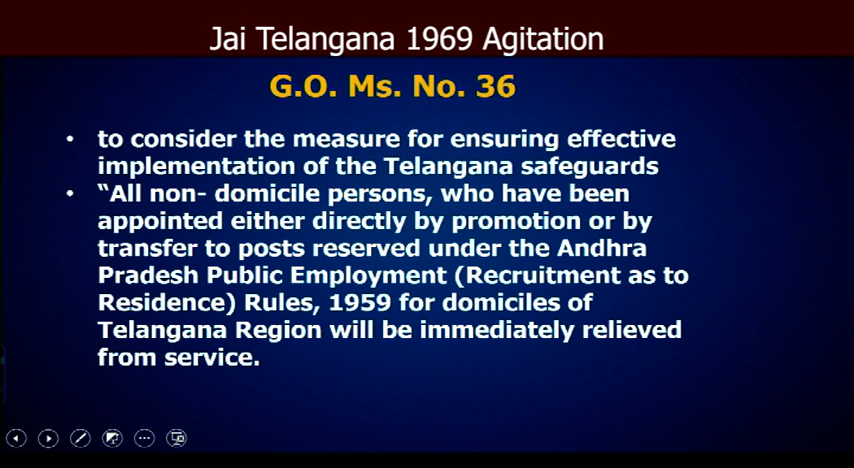 Jai Telangana 1969 Agitation
G.O. Ms. No. 36
• to consider the measure for ensuring effective
implementation of the Telangana safeguards
• “All non- domicile persons, who have been
appointed either directly by promotion or by
transfer to posts reserved under the Andhra
Pradesh Public Employment (Recruitment as to
Residence) Rules, 1959 for domiciles of
Telangana Region will be immediately relieved
from service.